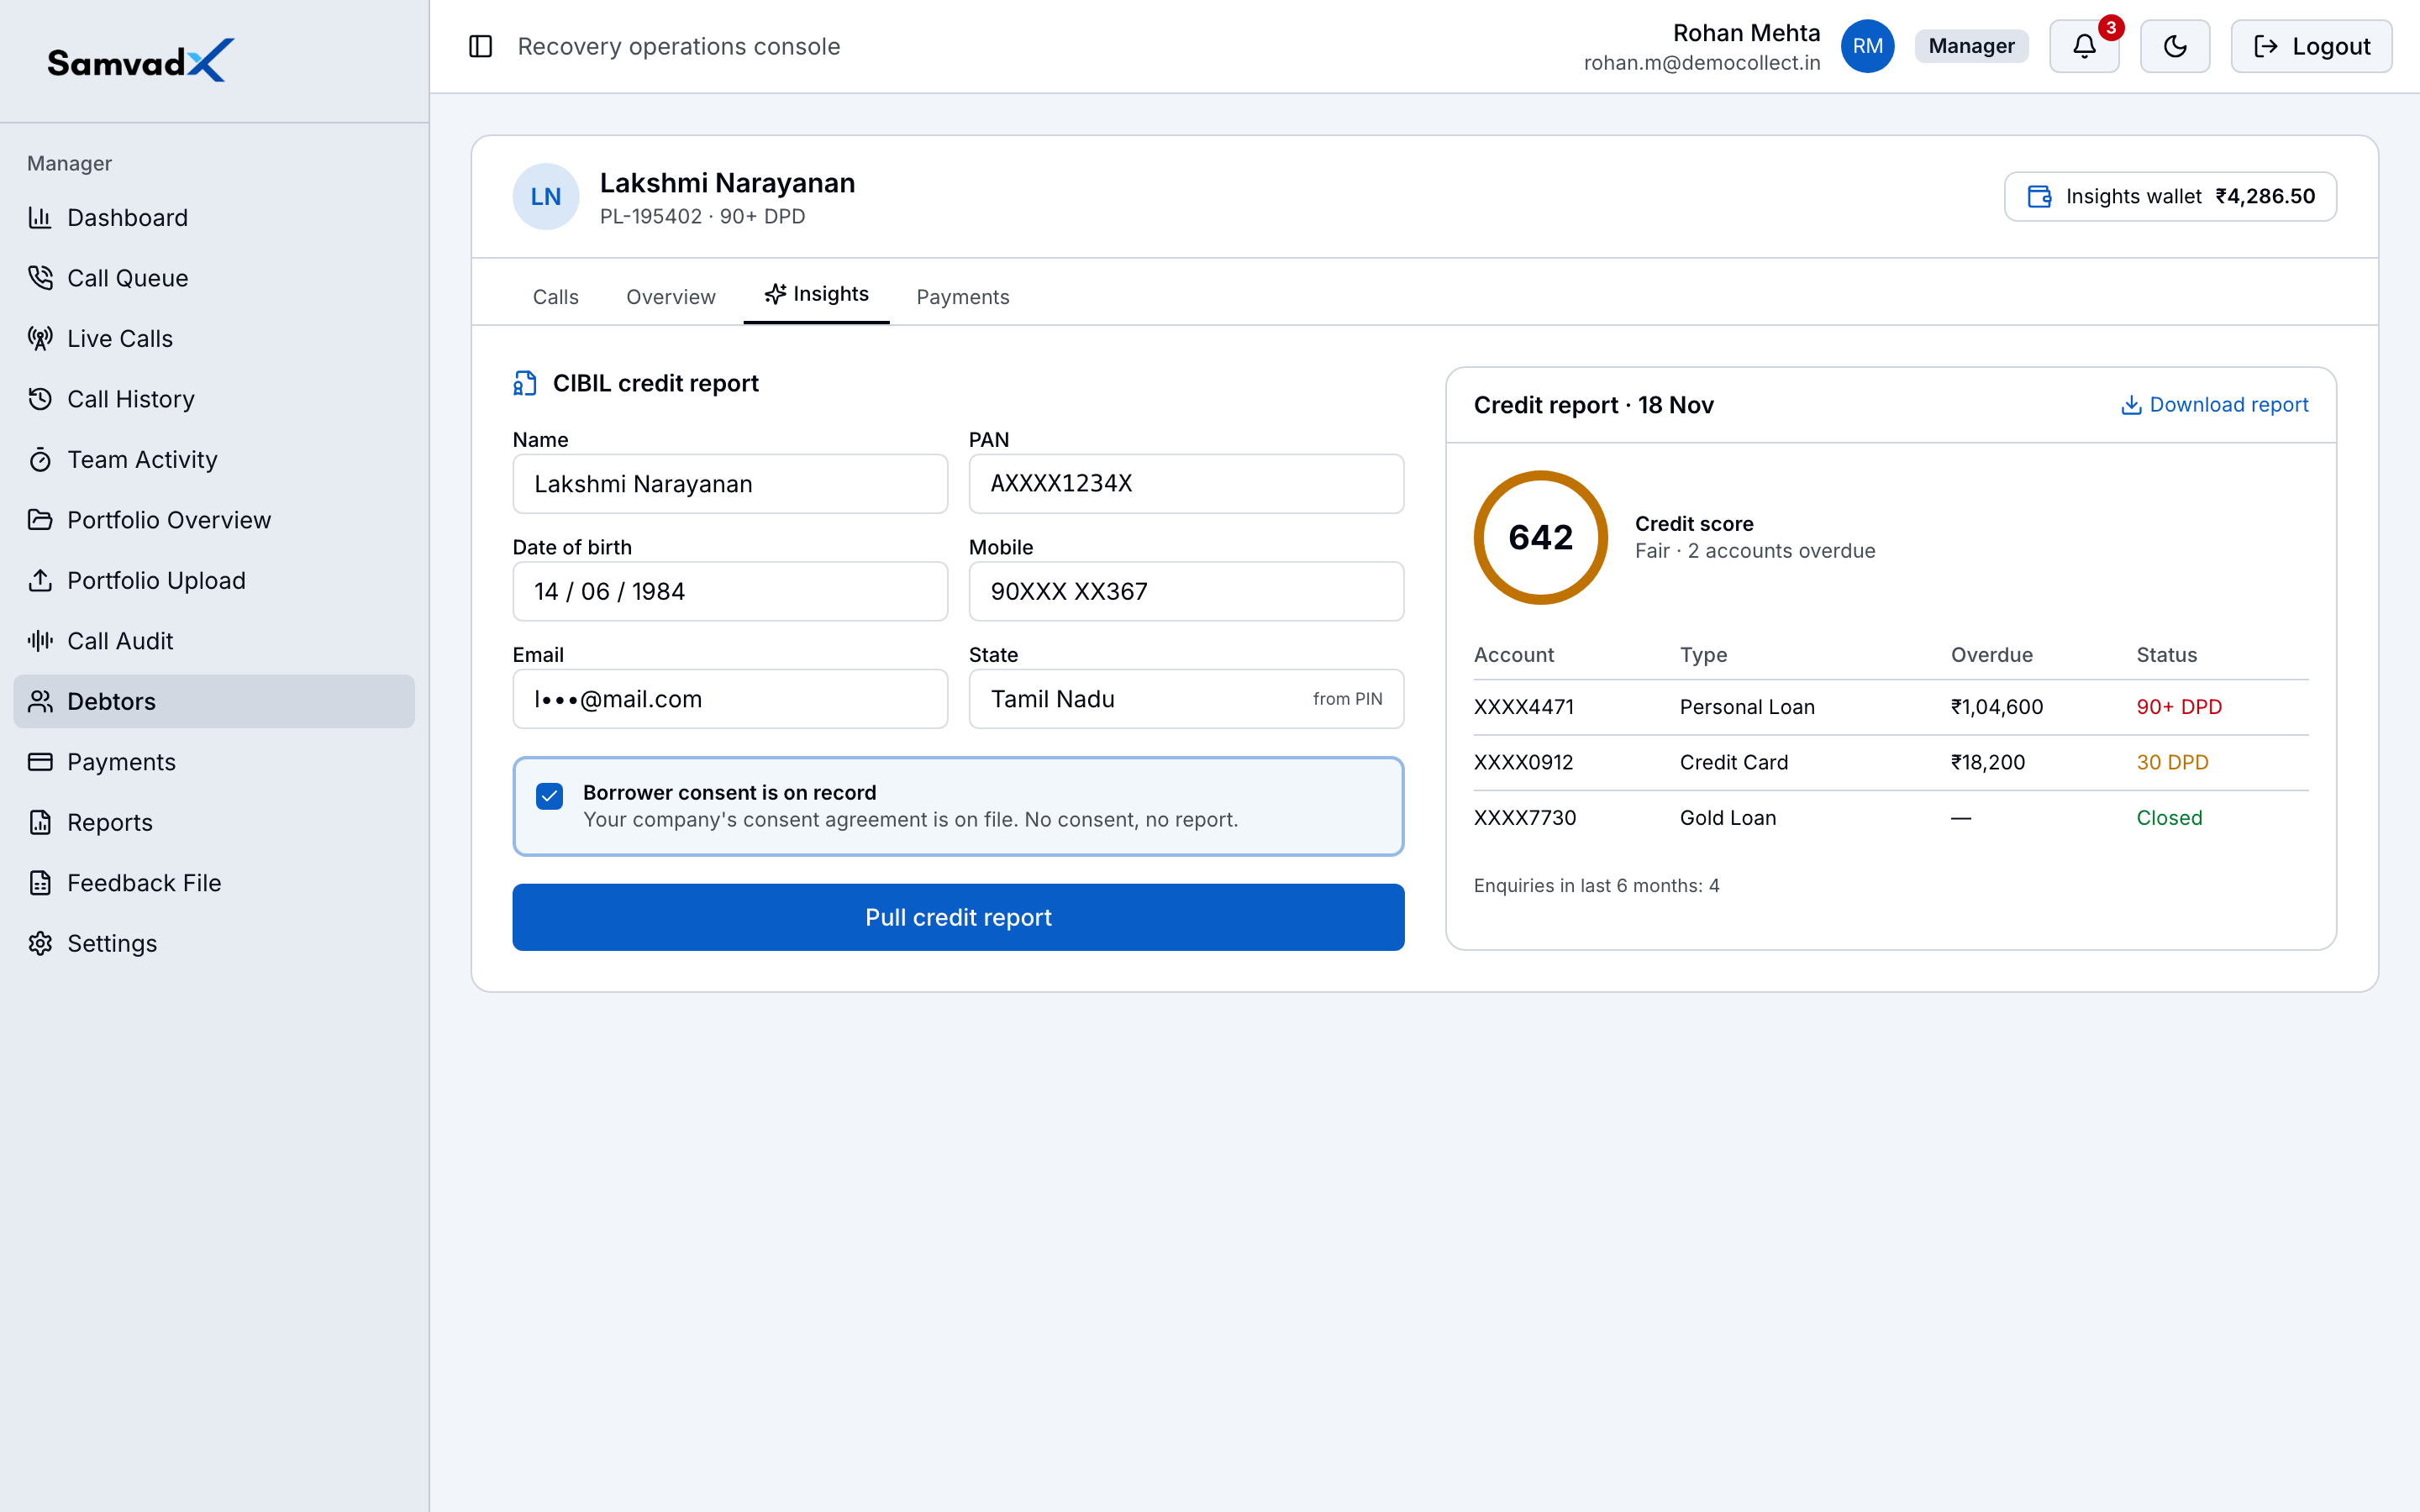 SamvadX
Recovery operations console
Rohan Mehta
rohan.m@democollect.in
RM
Manager
3
Logout
Manager
Dashboard
Call Queue
Live Calls
Call History
Team Activity
Portfolio Overview
Portfolio Upload
Call Audit
Debtors
Payments
Reports
Feedback File
Settings
LN
Lakshmi Narayanan
PL-195402 · 90+ DPD
Insights wallet ₹4,286.50
Calls Overview Insights Payments
CIBIL credit report
Name PAN
Lakshmi Narayanan AXXXX1234X
Date of birth Mobile
14 / 06 / 1984 90XXX XX367
Email State
l•••@mail.com Tamil Nadu from PIN
Borrower consent is on record
Your company's consent agreement is on file. No consent, no report.
Pull credit report
Credit report · 18 Nov Download report
642
Credit score
Fair · 2 accounts overdue
Account Type Overdue Status
XXXX4471 Personal Loan ₹1,04,600 90+ DPD
XXXX0912 Credit Card ₹18,200 30 DPD
XXXX7730 Gold Loan — Closed
Enquiries in last 6 months: 4